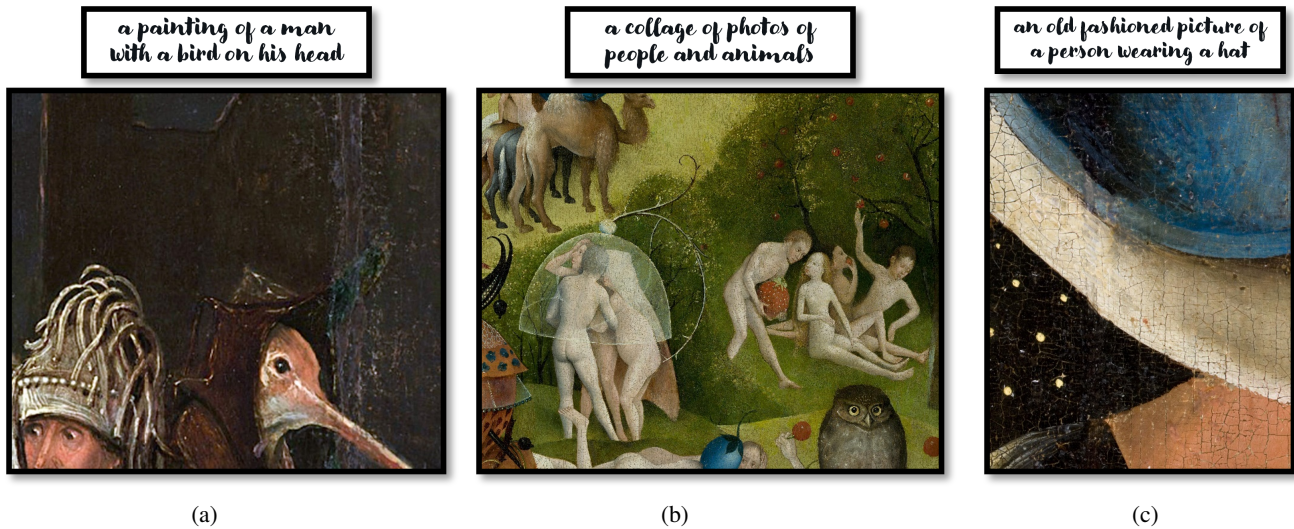 a painting of a man
with a bird on his head
a collage of photos of
people and animals
an old fashioned picture of
a person wearing a hat
(a)
(b)
(c)